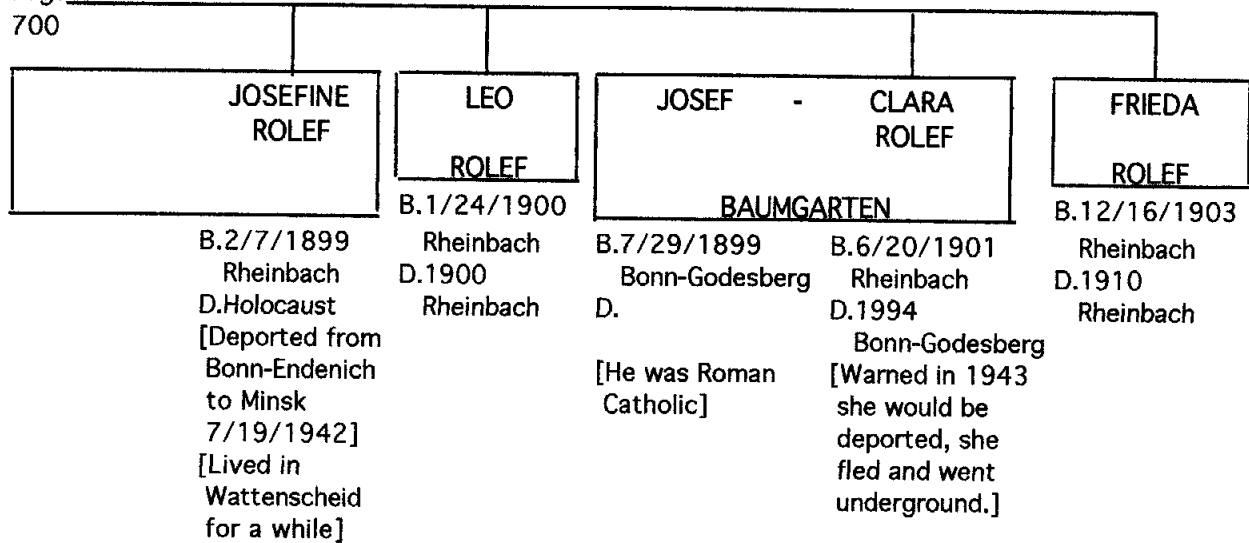 700
JOSEFINE
ROLEF
B.2/7/1899
Rheinbach
D.Holocaust
[Deported from
Bonn-Endenich
to Minsk
7/19/1942]
[Lived in
Wattenscheid
for a while]
LEO
ROLEF
B.1/24/1900
Rheinbach
D.1900
Rheinbach
JOSEF - CLARA
ROLEF
BAUMGARTEN
B.7/29/1899
Bonn-Godesberg
D.
[He was Roman
Catholic]
B.6/20/1901
Rheinbach
D.1994
Bonn-Godesberg
[Warned in 1943
she would be
deported, she
fled and went
underground.]
FRIEDA
ROLEF
B.12/16/1903
Rheinbach
D.1910
Rheinbach